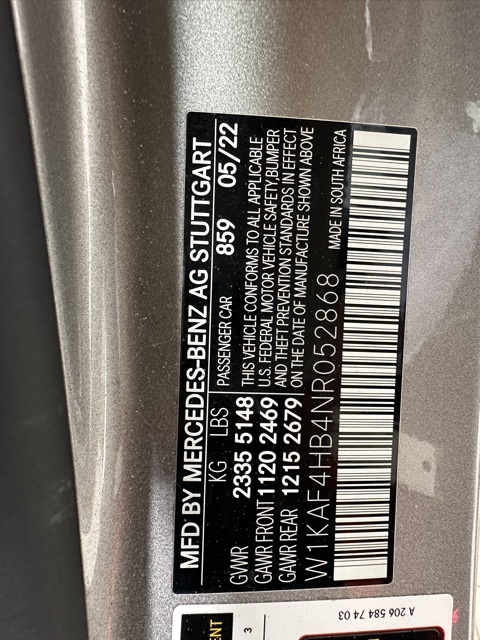 MFD BY MERCEDES-BENZ AG STUTTGART
KG LBS PASSENGER CAR 859 05/22
GVWR 2335 5148 THIS VEHICLE CONFORMS TO ALL APPLICABLE
GAWR FRONT 1120 2469 U.S. FEDERAL MOTOR VEHICLE SAFETY,BUMPER
GAWR REAR 1215 2679 AND THEFT PREVENTION STANDARDS IN EFFECT
ON THE DATE OF MANUFACTURE SHOWN ABOVE
W1KAF4HB4NR052868 MADE IN SOUTH AFRICA
A 206 584 74 03
3